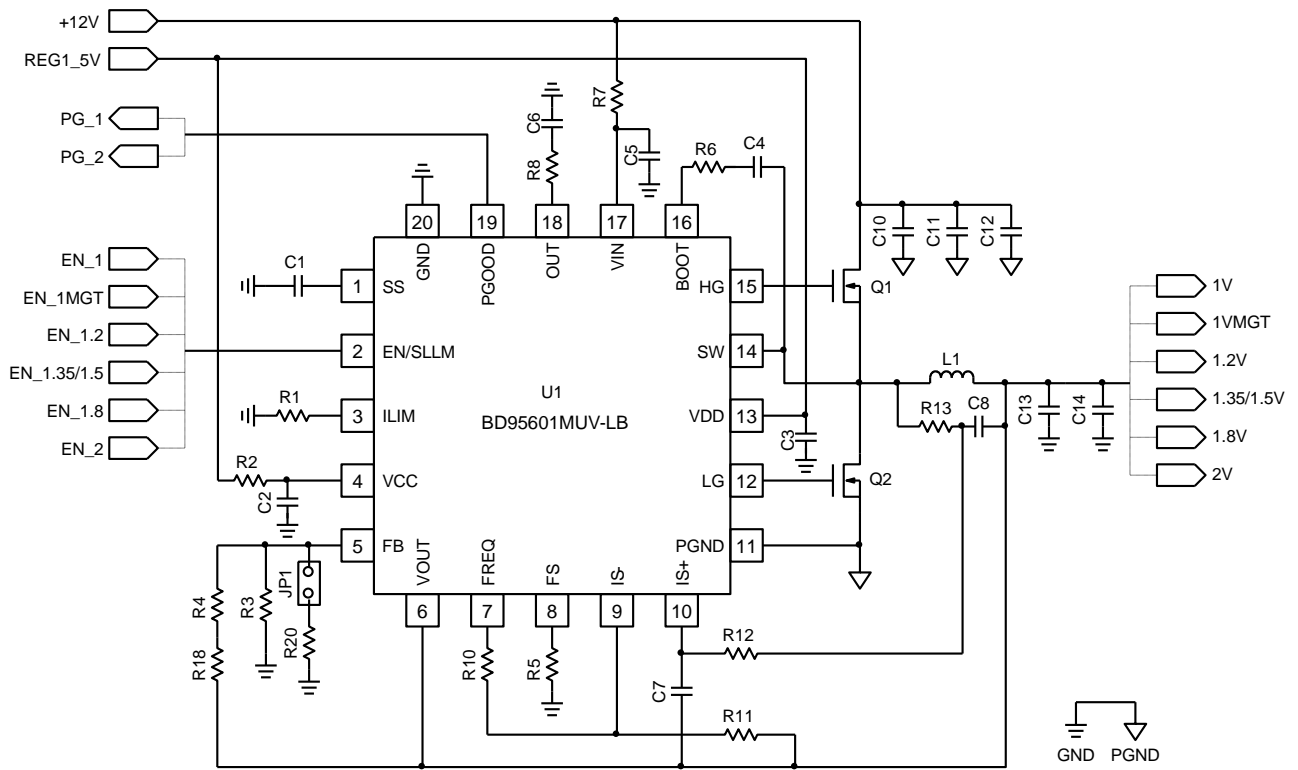 +12V
REG1_5V
PG_1
PG_2
C6
R8
R7
C5
R6
C4
20
19
18
17
16
GND
PGOOD
OUT
VIN
BOOT
C10
C11
C12
EN_1
EN_1MGT
EN_1.2
EN_1.35/1.5
EN_1.8
EN_2
C1
1
SS
HG
15
Q1
2
EN/SLLM
SW
14
R1
3
ILIM
U1
BD95601MUV-LB
VDD
13
C3
R2
C2
4
VCC
LG
12
Q2
5
FB
PGND
11
L1
R13
C8
C13
C14
1V
1VMGT
1.2V
1.35/1.5V
1.8V
2V
VOUT
FREQ
FS
IS-
IS+
6
7
8
9
10
R4
R18
R3
JP1
R20
R10
R5
C7
R12
R11
GND
PGND